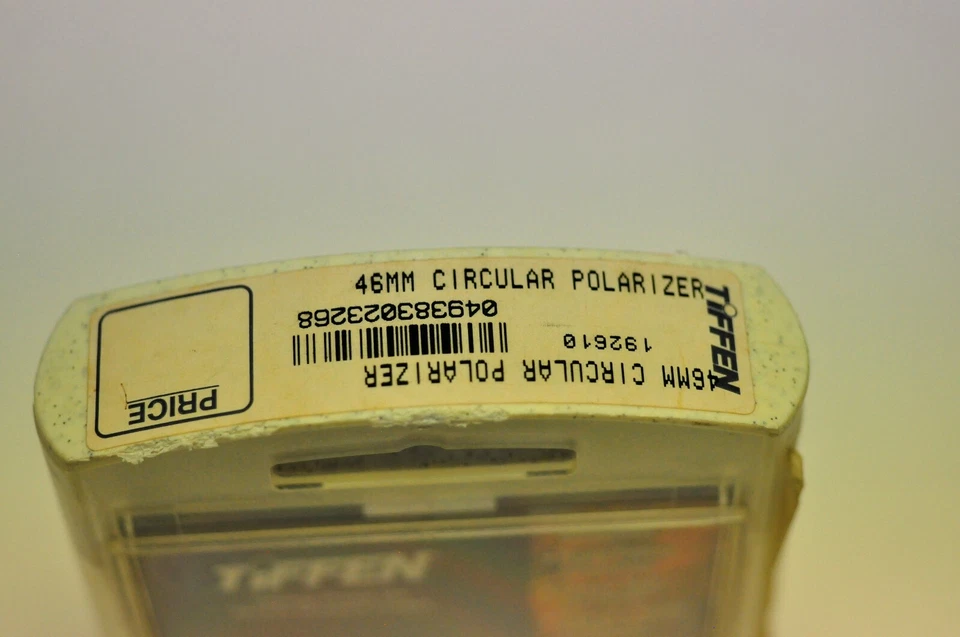 46MM CIRCULAR POLARIZER
TiFFEN
46MM CIRCULAR POLARIZER
192610
049383023268
PRICE
TiFFEN